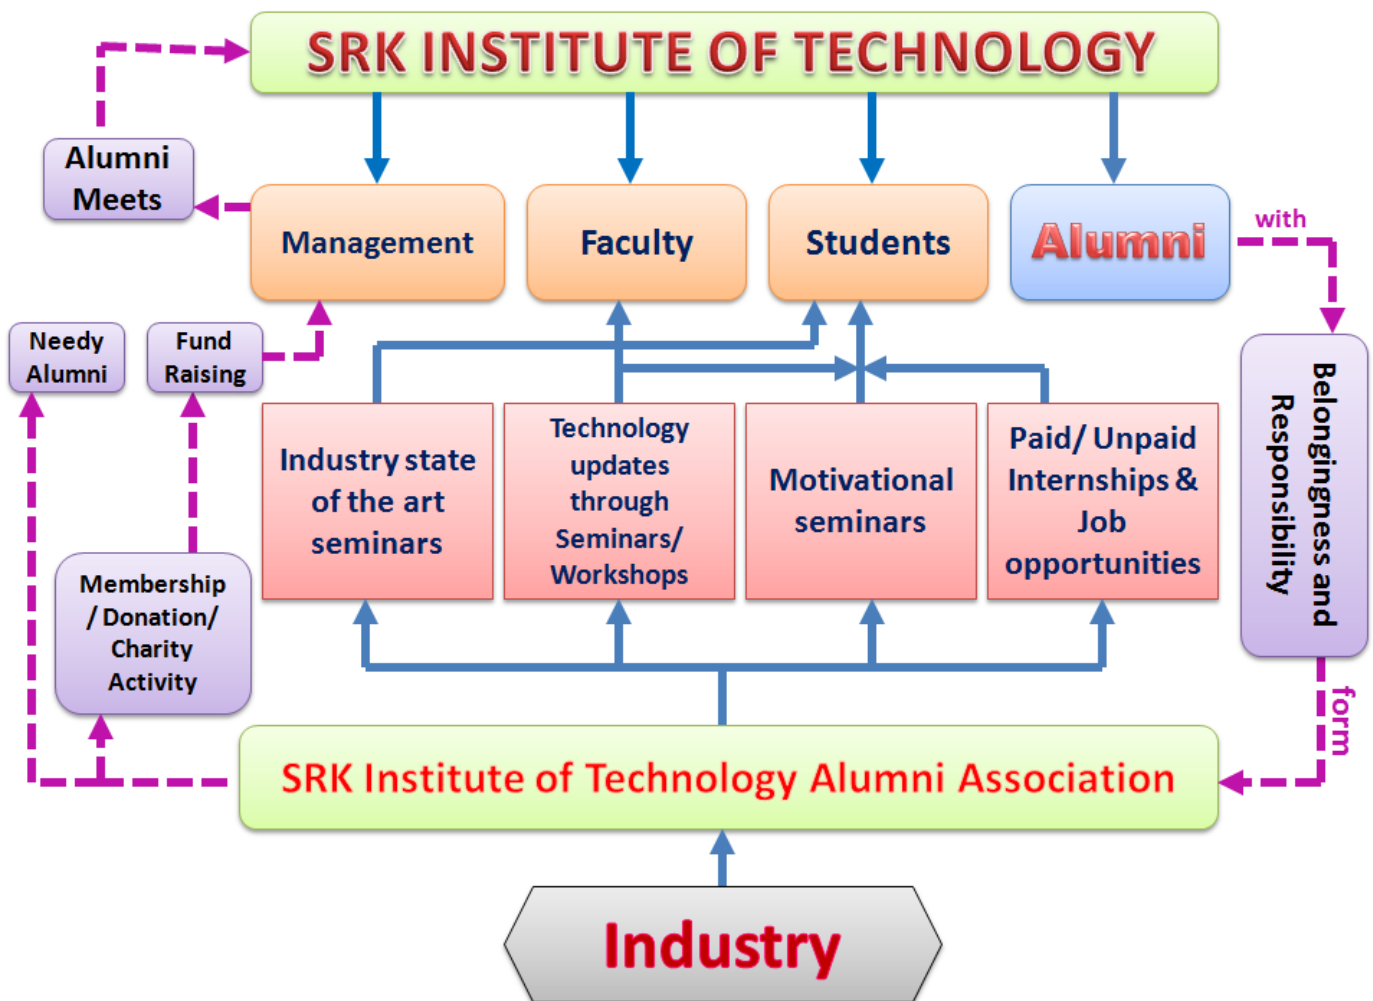 SRK INSTITUTE OF TECHNOLOGY
Alumni
Meets
Management
Faculty
Students
Alumni
with
Needy
Alumni
Fund
Raising
Belongingness and
Responsibility
Industry state
of the art
seminars
Technology
updates
through
Seminars/
Workshops
Motivational
seminars
Paid/ Unpaid
Internships &
Job
opportunities
Membership
/ Donation/
Charity
Activity
form
SRK Institute of Technology Alumni Association
Industry